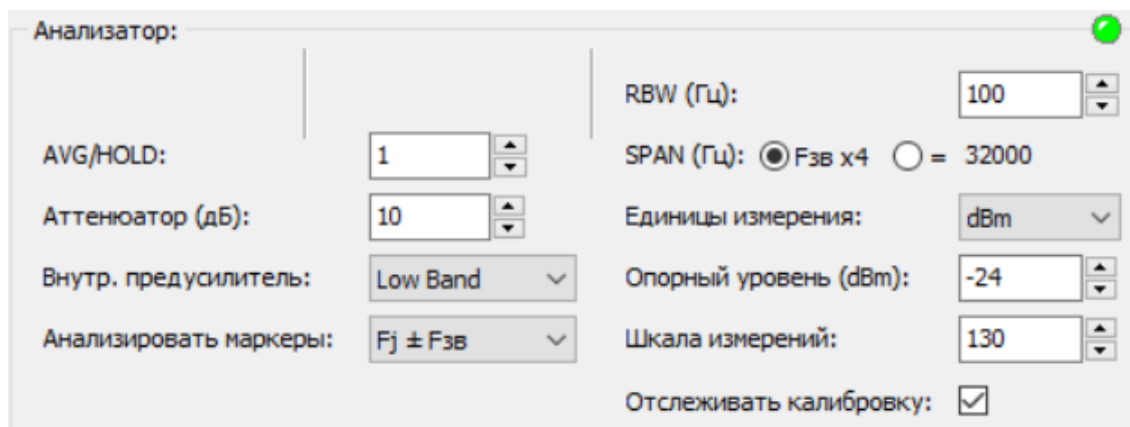 Анализатор:
RBW (Гц): 100
AVG/HOLD: 1 SPAN (Гц): Fзв x4 = 32000
Аттенюатор (дБ): 10 Единицы измерения: dBm
Внутр. предусилитель: Low Band Опорный уровень (dBm): -24
Анализировать маркеры: Fj ± Fзв Шкала измерений: 130
Отслеживать калибровку: